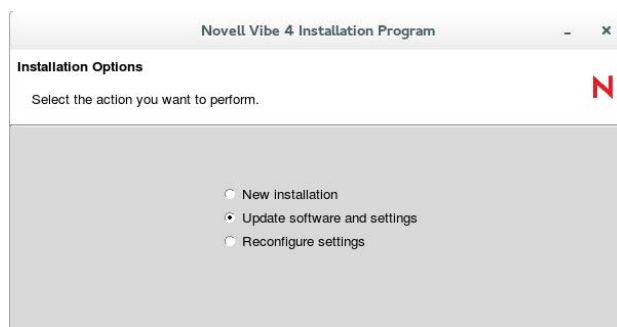 Novell Vibe 4 Installation Program
Installation Options
Select the action you want to perform.
N
New installation
Update software and settings
Reconfigure settings